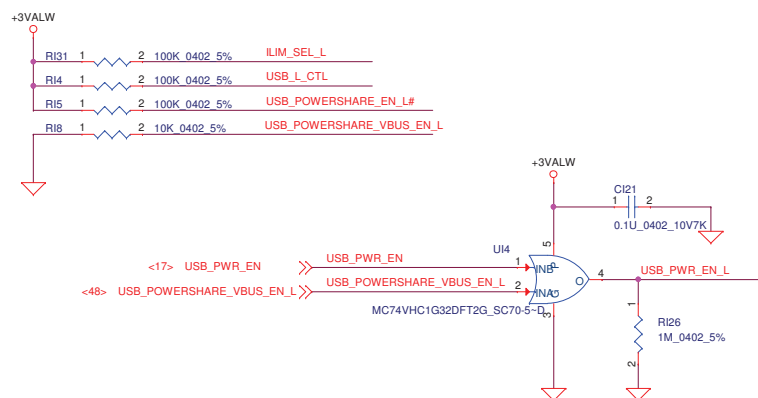 +3VALW
RI31 1 2 100K_0402_5% ILIM_SEL_L
RI4 1 2 100K_0402_5% USB_L_CTL
RI5 1 2 100K_0402_5% USB_POWERSHARE_EN_L#
RI8 1 2 10K_0402_5% USB_POWERSHARE_VBUS_EN_L
+3VALW
CI21
1 2
0.1U_0402_10V7K
UI4
5
<17> USB_PWR_EN USB_PWR_EN 1 INB P 4 USB_PWR_EN_L
<48> USB_POWERSHARE_VBUS_EN_L USB_POWERSHARE_VBUS_EN_L 2 INA G O
MC74VHC1G32DFT2G_SC70-5~D
3
1
RI26
1M_0402_5%
2